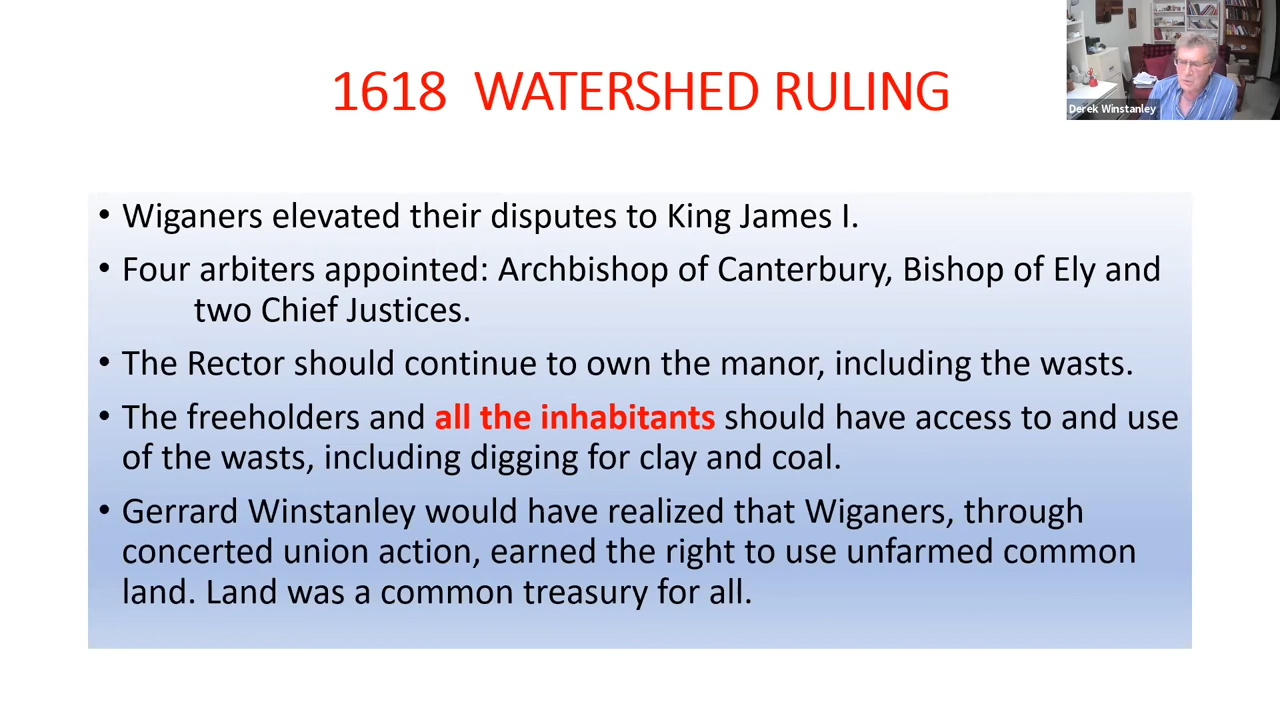 1618 WATERSHED RULING
Derek Winstanley
• Wiganers elevated their disputes to King James I.
• Four arbiters appointed: Archbishop of Canterbury, Bishop of Ely and
two Chief Justices.
• The Rector should continue to own the manor, including the wasts.
• The freeholders and all the inhabitants should have access to and use
of the wasts, including digging for clay and coal.
• Gerrard Winstanley would have realized that Wiganers, through
concerted union action, earned the right to use unfarmed common
land. Land was a common treasury for all.